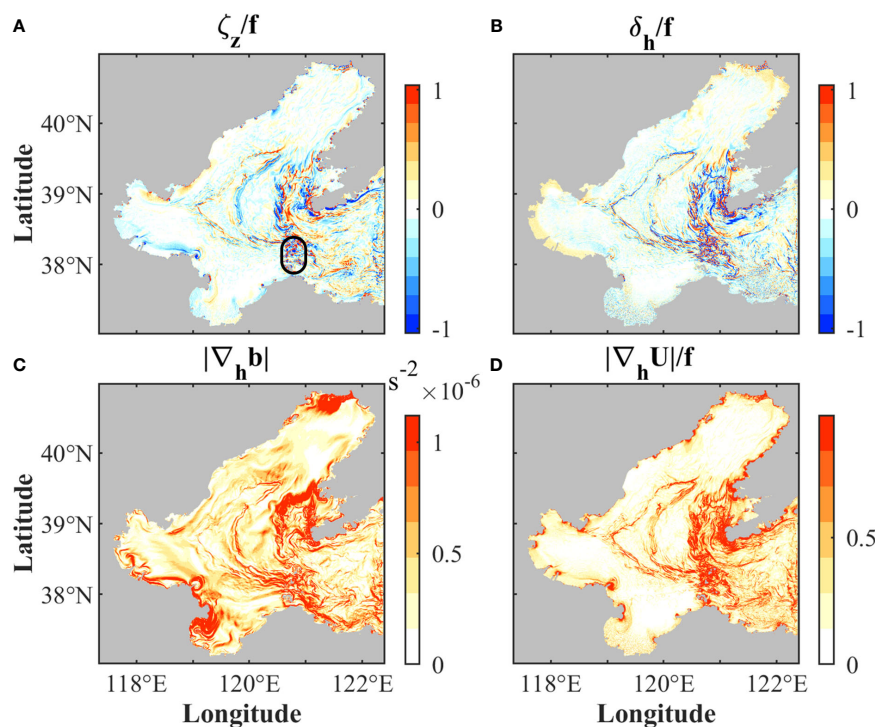 A
ζz/f
B
δh/f
Latitude
40°N
39°N
38°N
1
0
-1
1
0
-1
C
|∇hb|
s-2 ×10-6
D
|∇hU|/f
Latitude
40°N
39°N
38°N
1
0.5
0
0.5
0
118°E
120°E
122°E
118°E
120°E
122°E
Longitude
Longitude